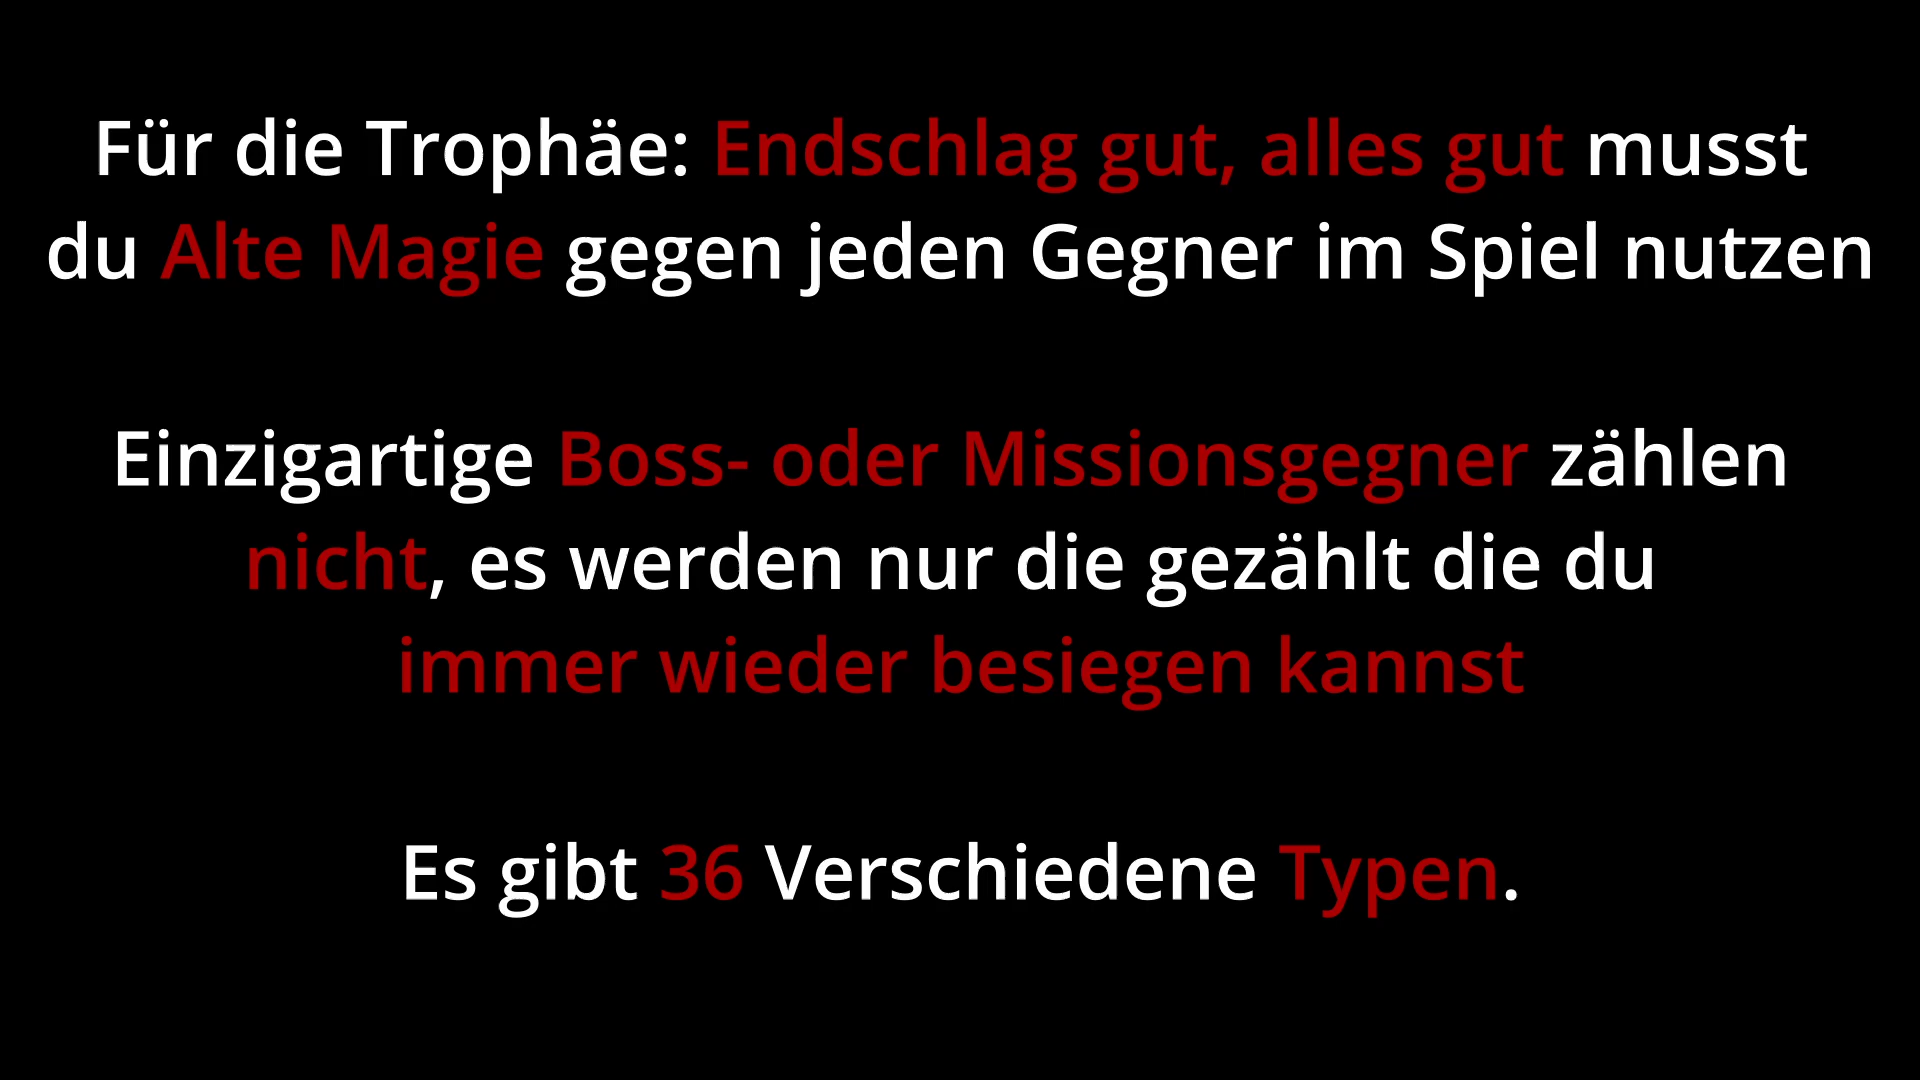 Für die Trophäe: Endschlag gut, alles gut musst
du Alte Magie gegen jeden Gegner im Spiel nutzen
Einzigartige Boss- oder Missionsgegner zählen
nicht, es werden nur die gezählt die du
immer wieder besiegen kannst
Es gibt 36 Verschiedene Typen.